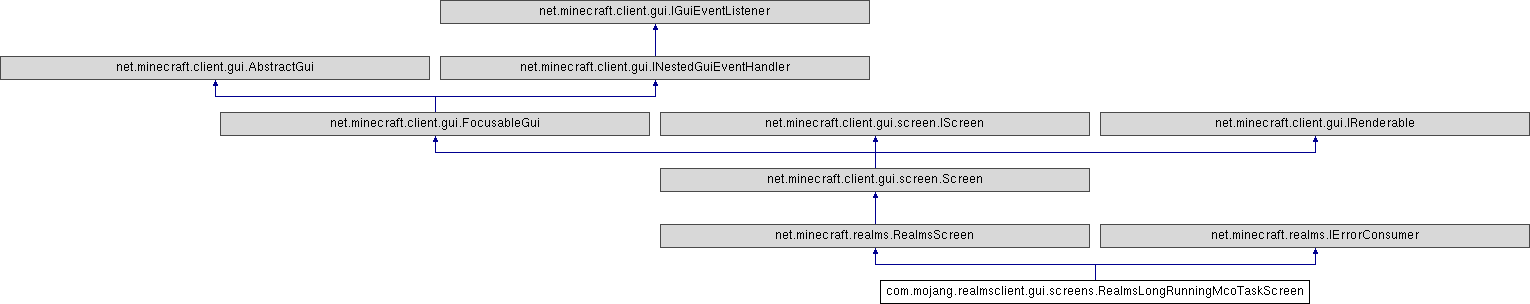 net.minecraft.client.gui.IGuiEventListener
net.minecraft.client.gui.AbstractGui
net.minecraft.client.gui.INestedGuiEventHandler
net.minecraft.client.gui.FocusableGui
net.minecraft.client.gui.screen.IScreen
net.minecraft.client.gui.IRenderable
net.minecraft.client.gui.screen.Screen
net.minecraft.realms.RealmsScreen
net.minecraft.realms.IErrorConsumer
com.mojang.realmsclient.gui.screens.RealmsLongRunningMcoTaskScreen